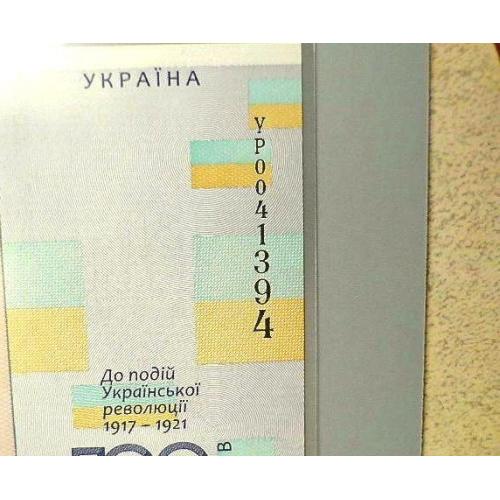 УКРАЇНА
УР0041394
До подій
Української
революції
1917 – 1921